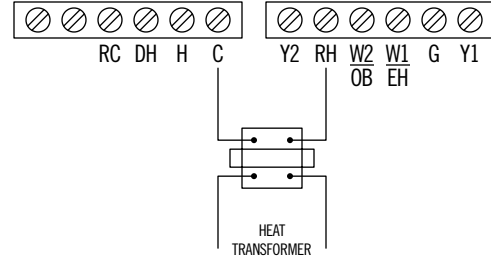 RC DH H C Y2 RH W2 W1 G Y1
OB EH
HEAT
TRANSFORMER